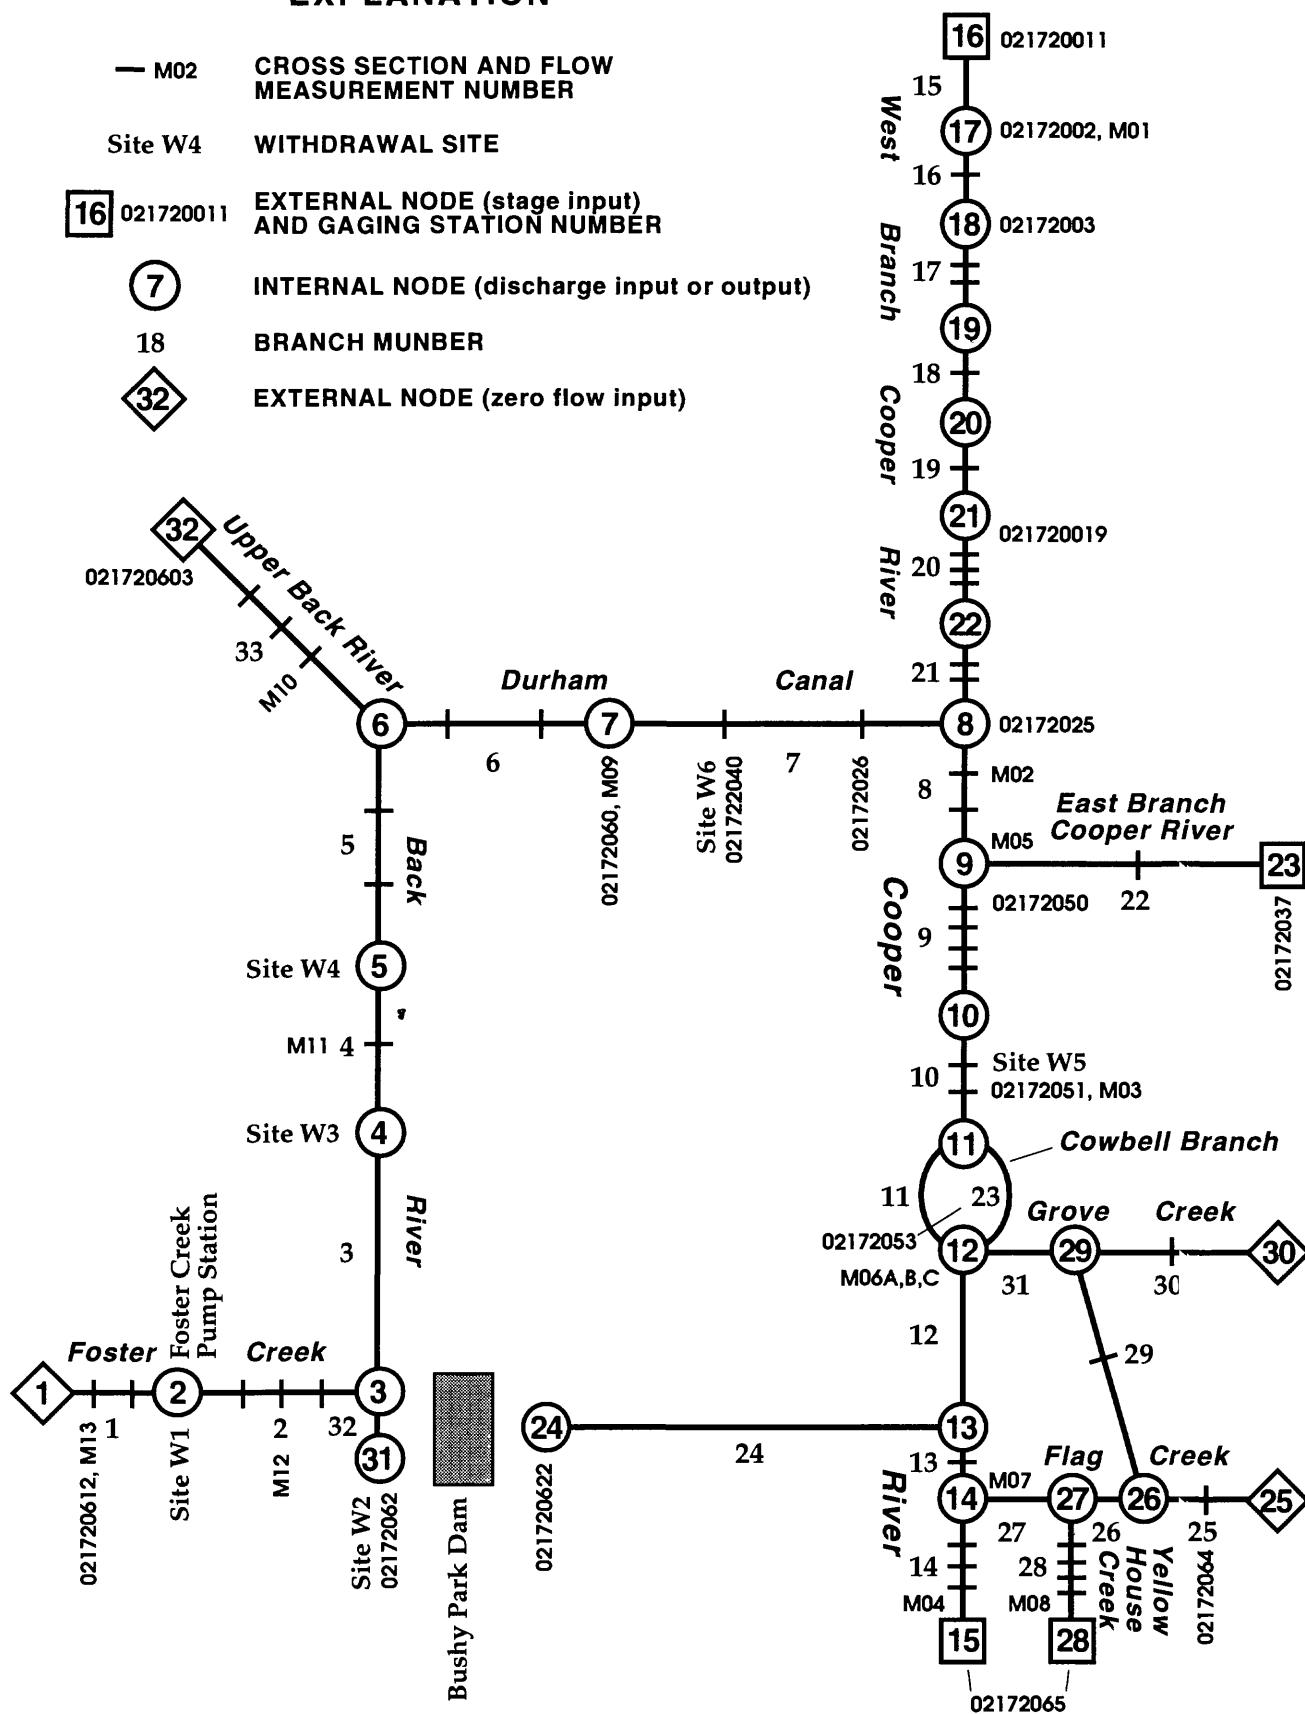 EXPLANATION
M02
CROSS SECTION AND FLOW
MEASUREMENT NUMBER
Site W4
WITHDRAWAL SITE
16
021720011
EXTERNAL NODE (stage input)
AND GAGING STATION NUMBER
7
INTERNAL NODE (discharge input or output)
18
BRANCH MUNBER
32
EXTERNAL NODE (zero flow input)
16
021720011
15
West
17
02172002, M01
16
18
02172003
Branch
17
19
18
Cooper
20
19
21
021720019
River
20
22
21
32
021720603
Upper Back River
33
M10
6
Durham
Canal
7
8
02172025
6
02172060, M09
Site W6
021722040
7
02172026
8
M02
East Branch
Cooper River
M05
9
23
02172050
22
02172037
5
Back
Cooper
9
Site W4
5
10
M11
4
10
Site W5
02172051, M03
Site W3
4
11
Cowbell Branch
11
23
Grove
Creek
02172053
12
29
30
M06A,B,C
31
30
3
River
Foster Creek
Pump Station
12
29
Foster
Creek
1
2
3
021720612, M13
1
Site W1
2
M12
32
31
Site W2
02172062
Bushy Park Dam
24
021720622
24
13
13
River
M07
Flag
Creek
14
27
26
25
27
26
25
14
28
M04
M08
Yellow
House
Creek
02172064
15
28
02172065